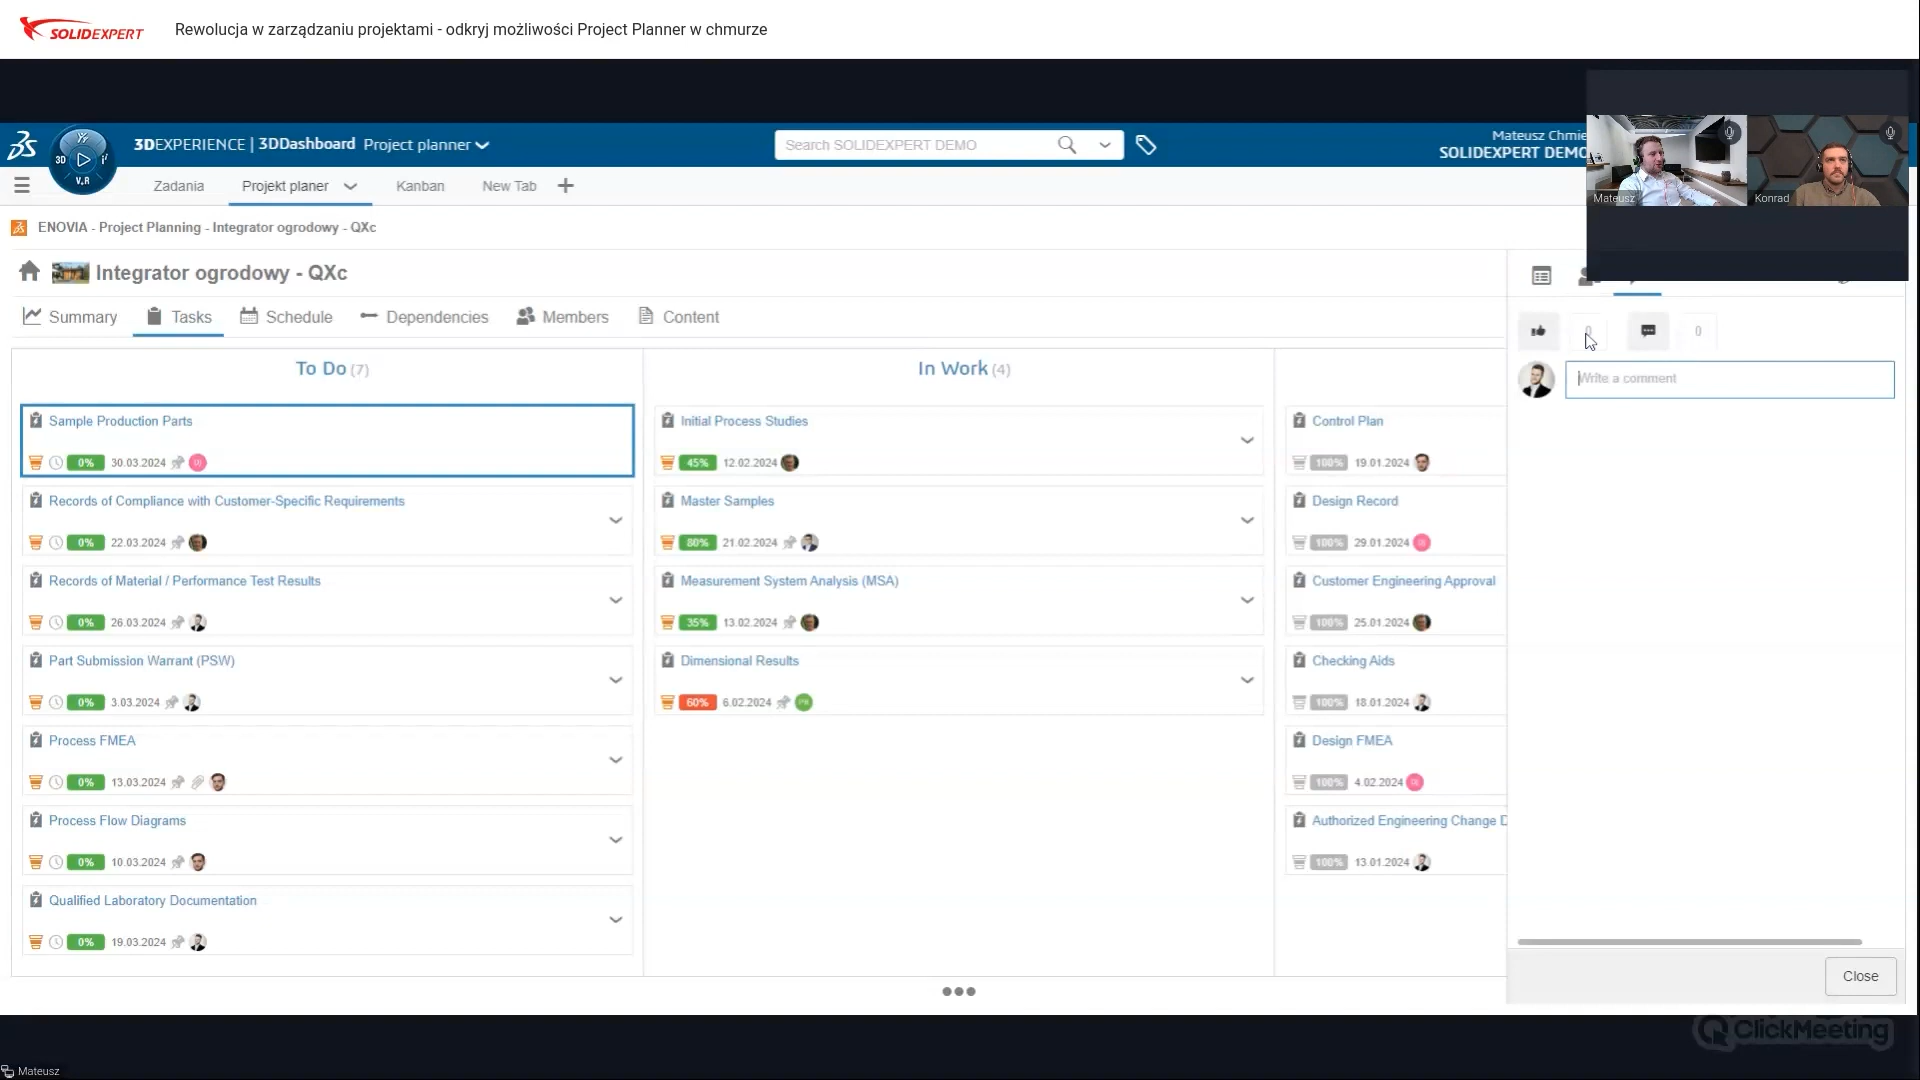 SOLIDEXPERT
Rewolucja w zarządzaniu projektami - odkryj możliwości Project Planner w chmurze
3D
V,R
3DEXPERIENCE | 3DDashboard Project planner
Search SOLIDEXPERT DEMO
Mateusz Chmie
SOLIDEXPERT DEMO
Mateusz
Konrad
Zadania
Projekt planer
Kanban
New Tab
ENOVIA - Project Planning - Integrator ogrodowy - QXc
Integrator ogrodowy - QXc
Summary
Tasks
Schedule
Dependencies
Members
Content
0
Write a comment
To Do (7)
Sample Production Parts
0% 30.03.2024
Records of Compliance with Customer-Specific Requirements
0% 22.03.2024
Records of Material / Performance Test Results
0% 26.03.2024
Part Submission Warrant (PSW)
0% 3.03.2024
Process FMEA
0% 13.03.2024
Process Flow Diagrams
0% 10.03.2024
Qualified Laboratory Documentation
0% 19.03.2024
In Work (4)
Initial Process Studies
45% 12.02.2024
Master Samples
80% 21.02.2024
Measurement System Analysis (MSA)
35% 13.02.2024
Dimensional Results
60% 6.02.2024
Control Plan
100% 19.01.2024
Design Record
100% 29.01.2024
Customer Engineering Approval
100% 25.01.2024
Checking Aids
100% 18.01.2024
Design FMEA
100% 4.02.2024
Authorized Engineering Change D
100% 13.01.2024
Close
ClickMeeting
Mateusz